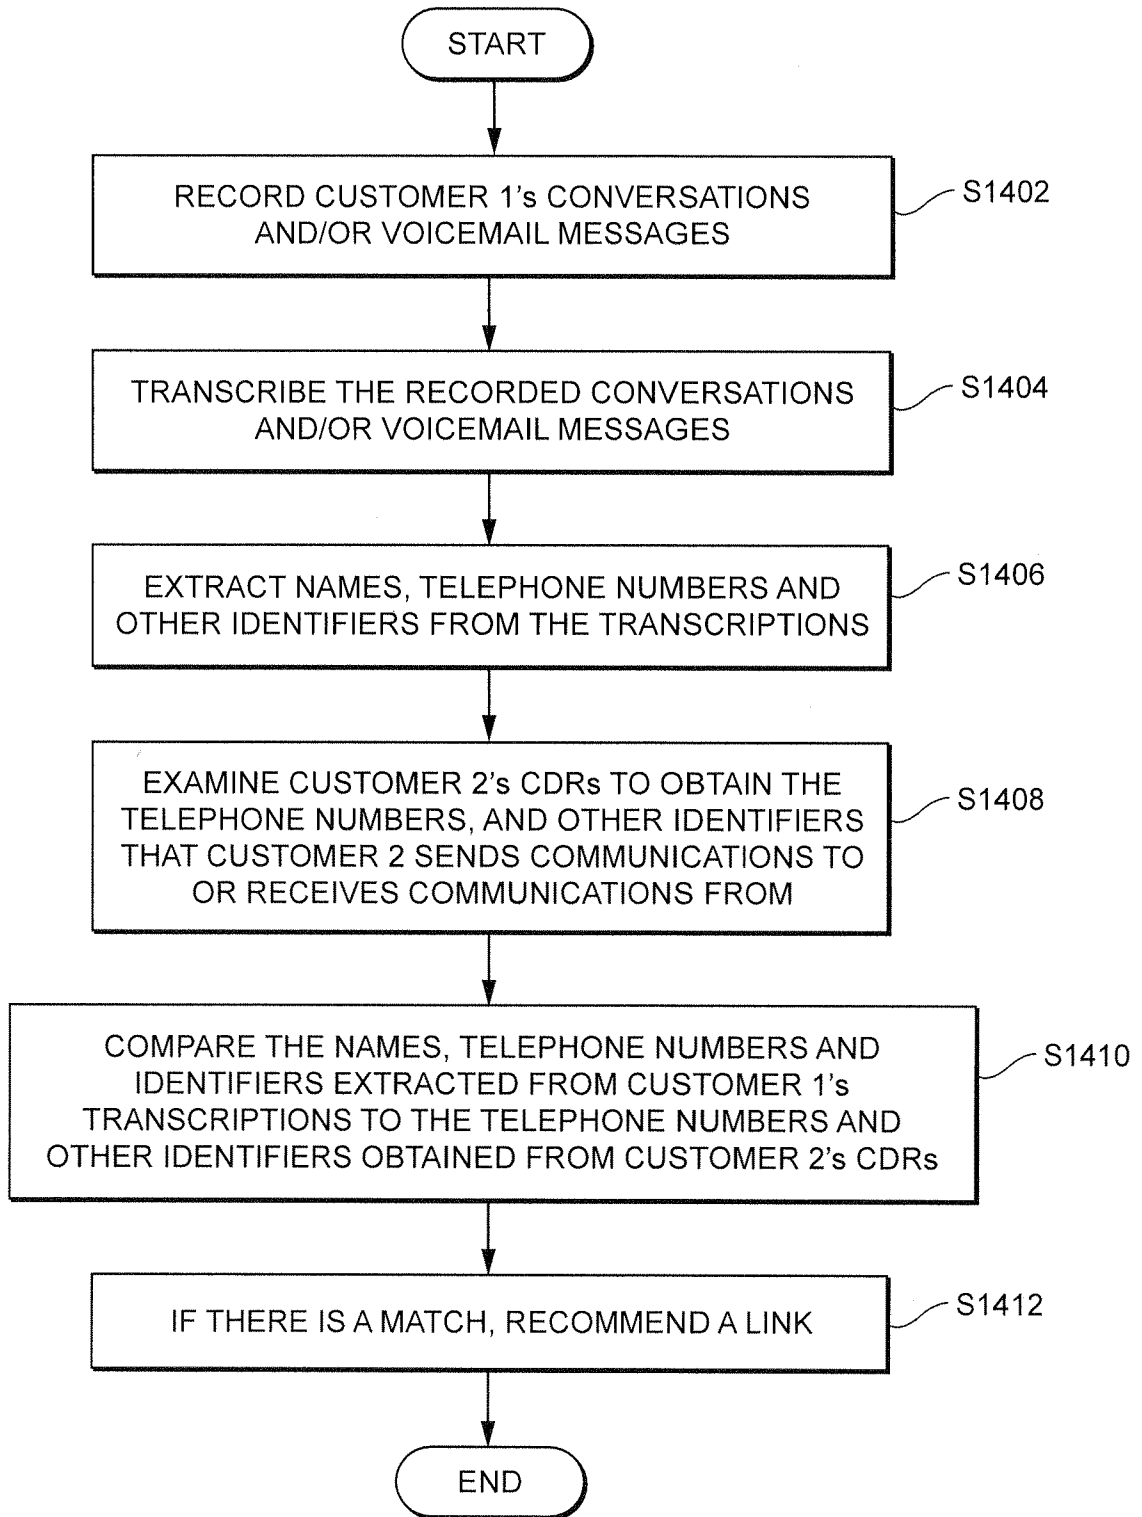 START
RECORD CUSTOMER 1's CONVERSATIONS
AND/OR VOICEMAIL MESSAGES
S1402
TRANSCRIBE THE RECORDED CONVERSATIONS
AND/OR VOICEMAIL MESSAGES
S1404
EXTRACT NAMES, TELEPHONE NUMBERS AND
OTHER IDENTIFIERS FROM THE TRANSCRIPTIONS
S1406
EXAMINE CUSTOMER 2's CDRs TO OBTAIN THE
TELEPHONE NUMBERS, AND OTHER IDENTIFIERS
THAT CUSTOMER 2 SENDS COMMUNICATIONS TO
OR RECEIVES COMMUNICATIONS FROM
S1408
COMPARE THE NAMES, TELEPHONE NUMBERS AND
IDENTIFIERS EXTRACTED FROM CUSTOMER 1's
TRANSCRIPTIONS TO THE TELEPHONE NUMBERS AND
OTHER IDENTIFIERS OBTAINED FROM CUSTOMER 2's CDRs
S1410
IF THERE IS A MATCH, RECOMMEND A LINK
S1412
END